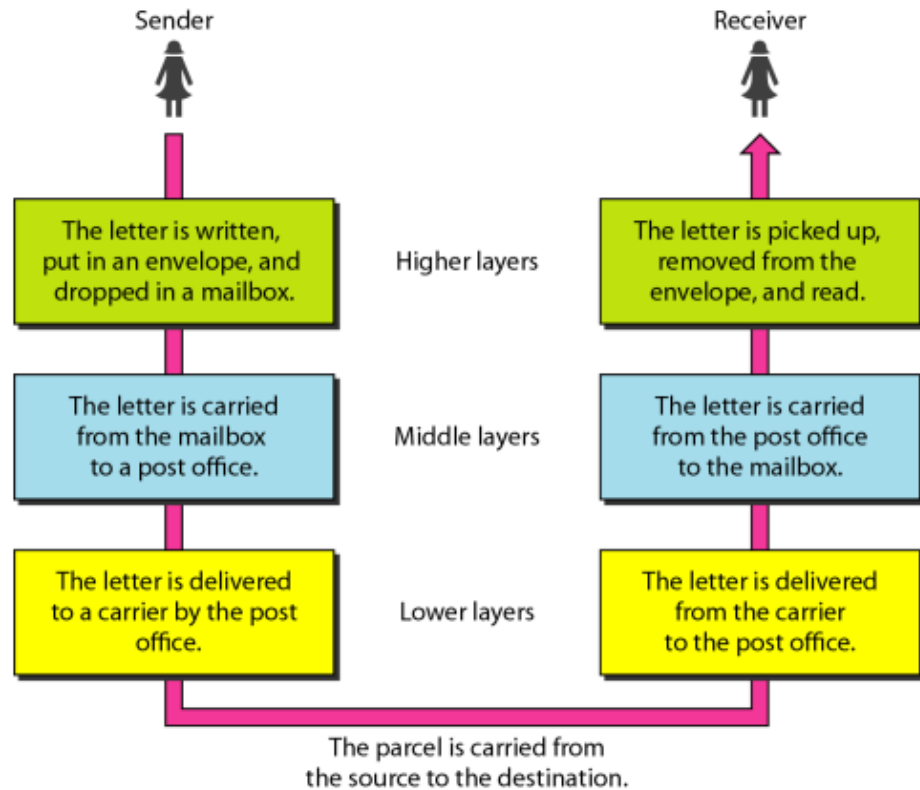 Sender
Receiver
The letter is written,
put in an envelope, and
dropped in a mailbox.
Higher layers
The letter is picked up,
removed from the
envelope, and read.
The letter is carried
from the mailbox
to a post office.
Middle layers
The letter is carried
from the post office
to the mailbox.
The letter is delivered
to a carrier by the post
office.
Lower layers
The letter is delivered
from the carrier
to the post office.
The parcel is carried from
the source to the destination.